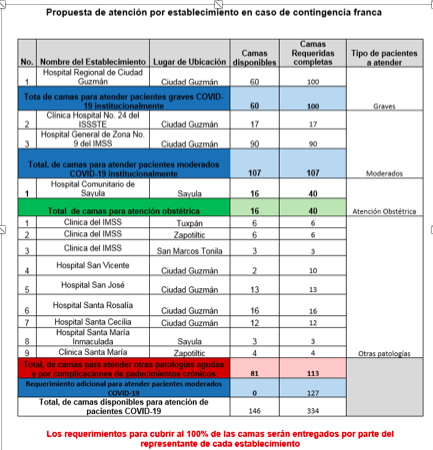 Propuesta de atención por establecimiento en caso de contingencia franca
No. Nombre del Establecimiento Lugar de Ubicación Camas disponibles Camas Requeridas completas Tipo de pacientes a atender
1 Hospital Regional de Ciudad Guzmán Ciudad Guzmán 60 100
Tota de camas para atender pacientes graves COVID-19 institucionalmente 60 100 Graves
2 Clínica Hospital No. 24 del ISSSTE Ciudad Guzmán 17 17
3 Hospital General de Zona No. 9 del IMSS Ciudad Guzmán 90 90
Total, de camas para atender pacientes moderados COVID-19 institucionalmente 107 107 Moderados
1 Hospital Comunitario de Sayula Sayula 16 40
Total de camas para atención obstétrica 16 40 Atención Obstétrica
1 Clinica del IMSS Tuxpán 6 6
2 Clinica del IMSS Zapotiltic 6 6
3 Clinica del IMSS San Marcos Tonila 3 3
4 Hospital San Vicente Ciudad Guzmán 2 10
5 Hospital San José Ciudad Guzmán 13 13
6 Hospital Santa Rosalía Ciudad Guzmán 16 16
7 Hospital Santa Cecilia Ciudad Guzmán 12 12
8 Hospital Santa María Inmaculada Sayula 3 3
9 Clinica Santa María Zapotiltic 4 4 Otras patologías
Total, de camas para atender otras patologías agudas y por complicaciones de padecimientos crónicos 81 113
Requerimiento adicional para atender pacientes moderados COVID-19 0 127
Total, de camas disponibles para atención de pacientes COVID-19 146 334
Los requerimientos para cubrir al 100% de las camas serán entregados por parte del
representante de cada establecimiento